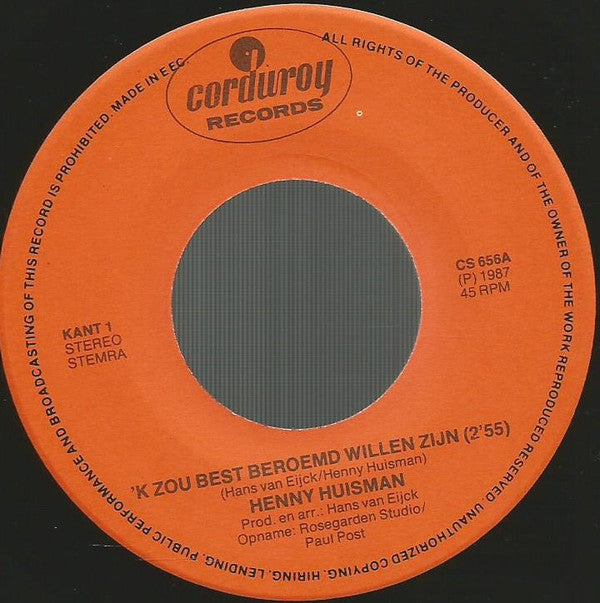 corduroy
RECORDS
ALL RIGHTS OF THE PRODUCER AND OF THE OWNER OF THE WORK REPRODUCED RESERVED. UNAUTHORIZED COPYING. HIRING. LENDING. PUBLIC PERFORMANCE AND BROADCASTING OF THIS RECORD IS PROHIBITED. MADE IN EEC.
KANT 1
STEREO
STEMRA
CS 656A
(P) 1987
45 RPM
'K ZOU BEST BEROEMD WILLEN ZIJN (2'55)
(Hans van Eijck/Henny Huisman)
HENNY HUISMAN
Prod. en arr.: Hans van Eijck
Opname: Rosegarden Studio/
Paul Post